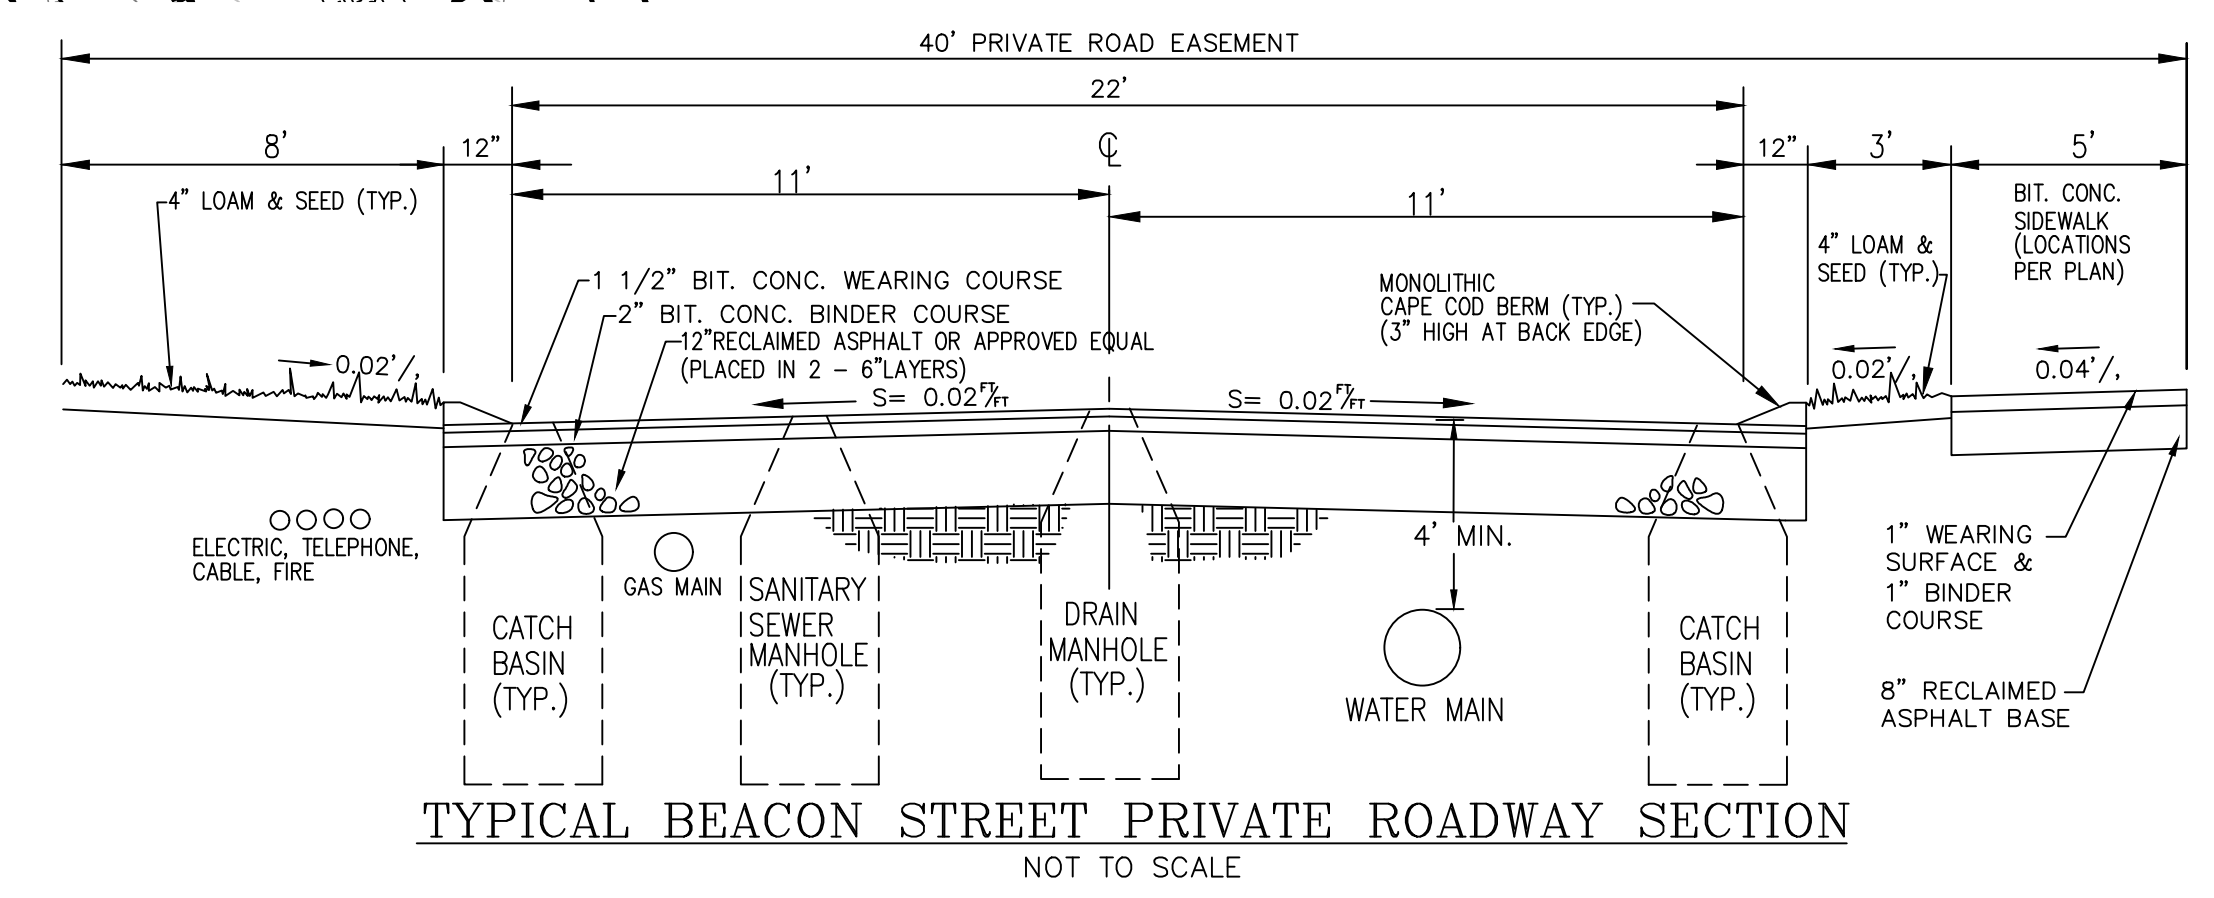 40' PRIVATE ROAD EASEMENT
22'
8'
12"
℄
12"
3'
5'
11'
11'
4" LOAM & SEED (TYP.)
BIT. CONC.
SIDEWALK
(LOCATIONS
PER PLAN)
4" LOAM &
SEED (TYP.)
1 1/2" BIT. CONC. WEARING COURSE
2" BIT. CONC. BINDER COURSE
12"RECLAIMED ASPHALT OR APPROVED EQUAL
(PLACED IN 2 - 6"LAYERS)
MONOLITHIC
CAPE COD BERM (TYP.)
(3" HIGH AT BACK EDGE)
0.02'/,
S= 0.02 FT/FT
S= 0.02 FT/FT
0.02'/,
0.04'/,
4' MIN.
ELECTRIC, TELEPHONE,
CABLE, FIRE
GAS MAIN
CATCH
BASIN
(TYP.)
SANITARY
SEWER
MANHOLE
(TYP.)
DRAIN
MANHOLE
(TYP.)
WATER MAIN
CATCH
BASIN
(TYP.)
1" WEARING
SURFACE &
1" BINDER
COURSE
8" RECLAIMED
ASPHALT BASE
TYPICAL BEACON STREET PRIVATE ROADWAY SECTION
NOT TO SCALE